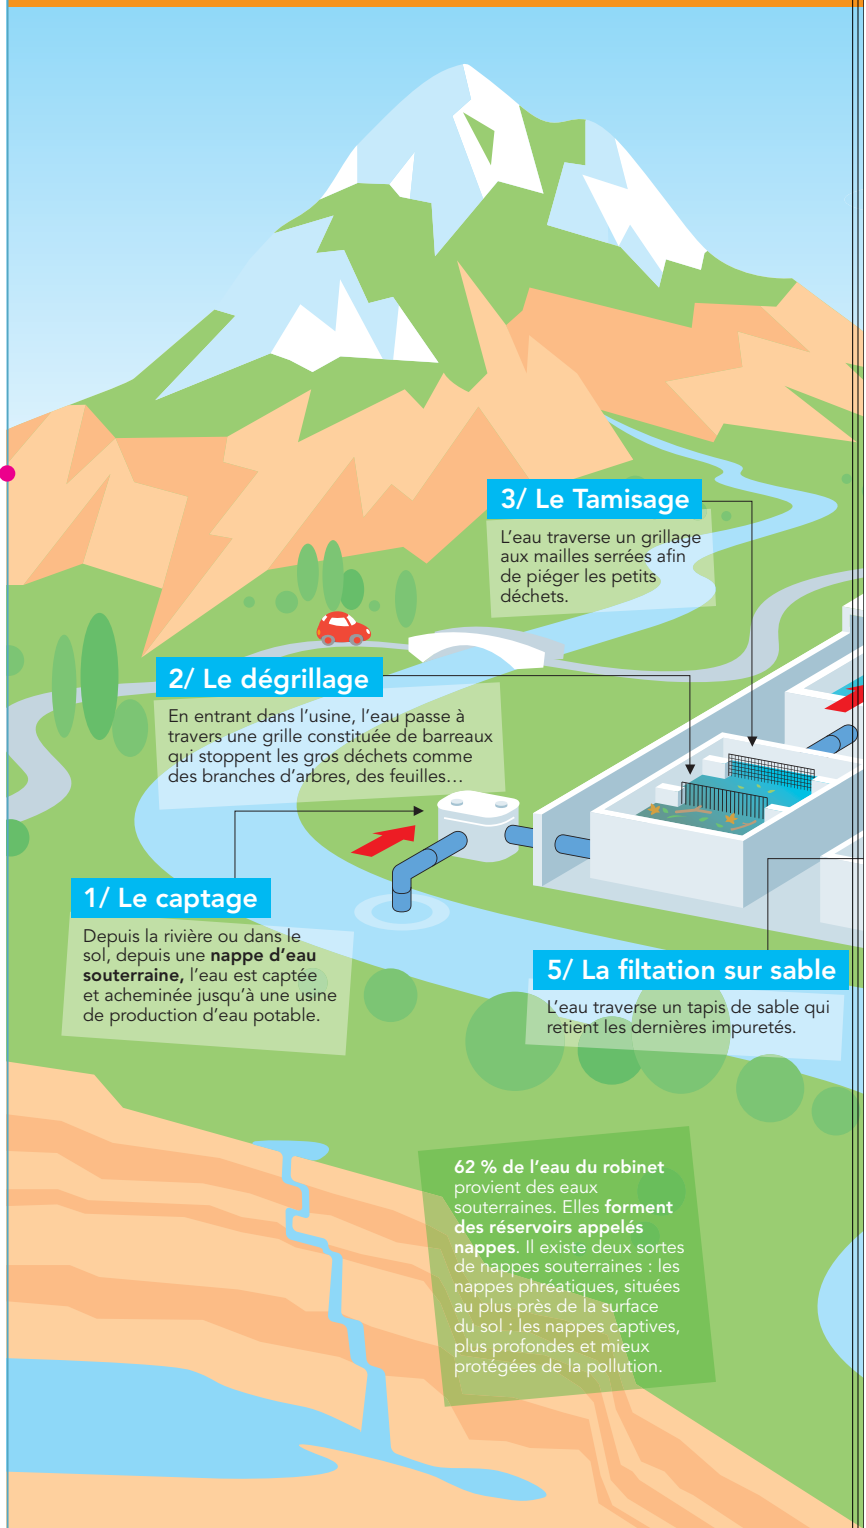 3/ Le Tamisage
L’eau traverse un grillage
aux mailles serrées afin
de piéger les petits
déchets.
2/ Le dégrillage
En entrant dans l’usine, l’eau passe à
travers une grille constituée de barreaux
qui stoppent les gros déchets comme
des branches d’arbres, des feuilles…
1/ Le captage
Depuis la rivière ou dans le
sol, depuis une nappe d’eau
souterraine, l’eau est captée
et acheminée jusqu’à une usine
de production d’eau potable.
5/ La filtation sur sable
L’eau traverse un tapis de sable qui
retient les dernières impuretés.
62 % de l’eau du robinet
provient des eaux
souterraines. Elles forment
des réservoirs appelés
nappes. Il existe deux sortes
de nappes souterraines : les
nappes phréatiques, situées
au plus près de la surface
du sol ; les nappes captives,
plus profondes et mieux
protégées de la pollution.